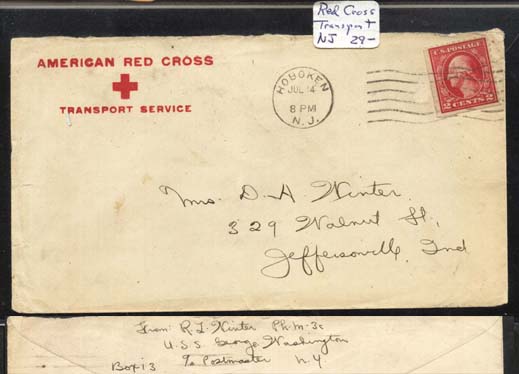 Red Cross
Transport
NJ 29-
AMERICAN RED CROSS
TRANSPORT SERVICE
HOBOKEN
JUL 14
8 PM
N.J.
U.S. POSTAGE
2 CENTS 2
Mrs. D. A. Winter.
329 Walnut St.,
Jeffersonville, Ind
From R. L. Winter Ph.M. 3c
U.S.S. George Washington
Box 13 c/o Postmaster N.Y.